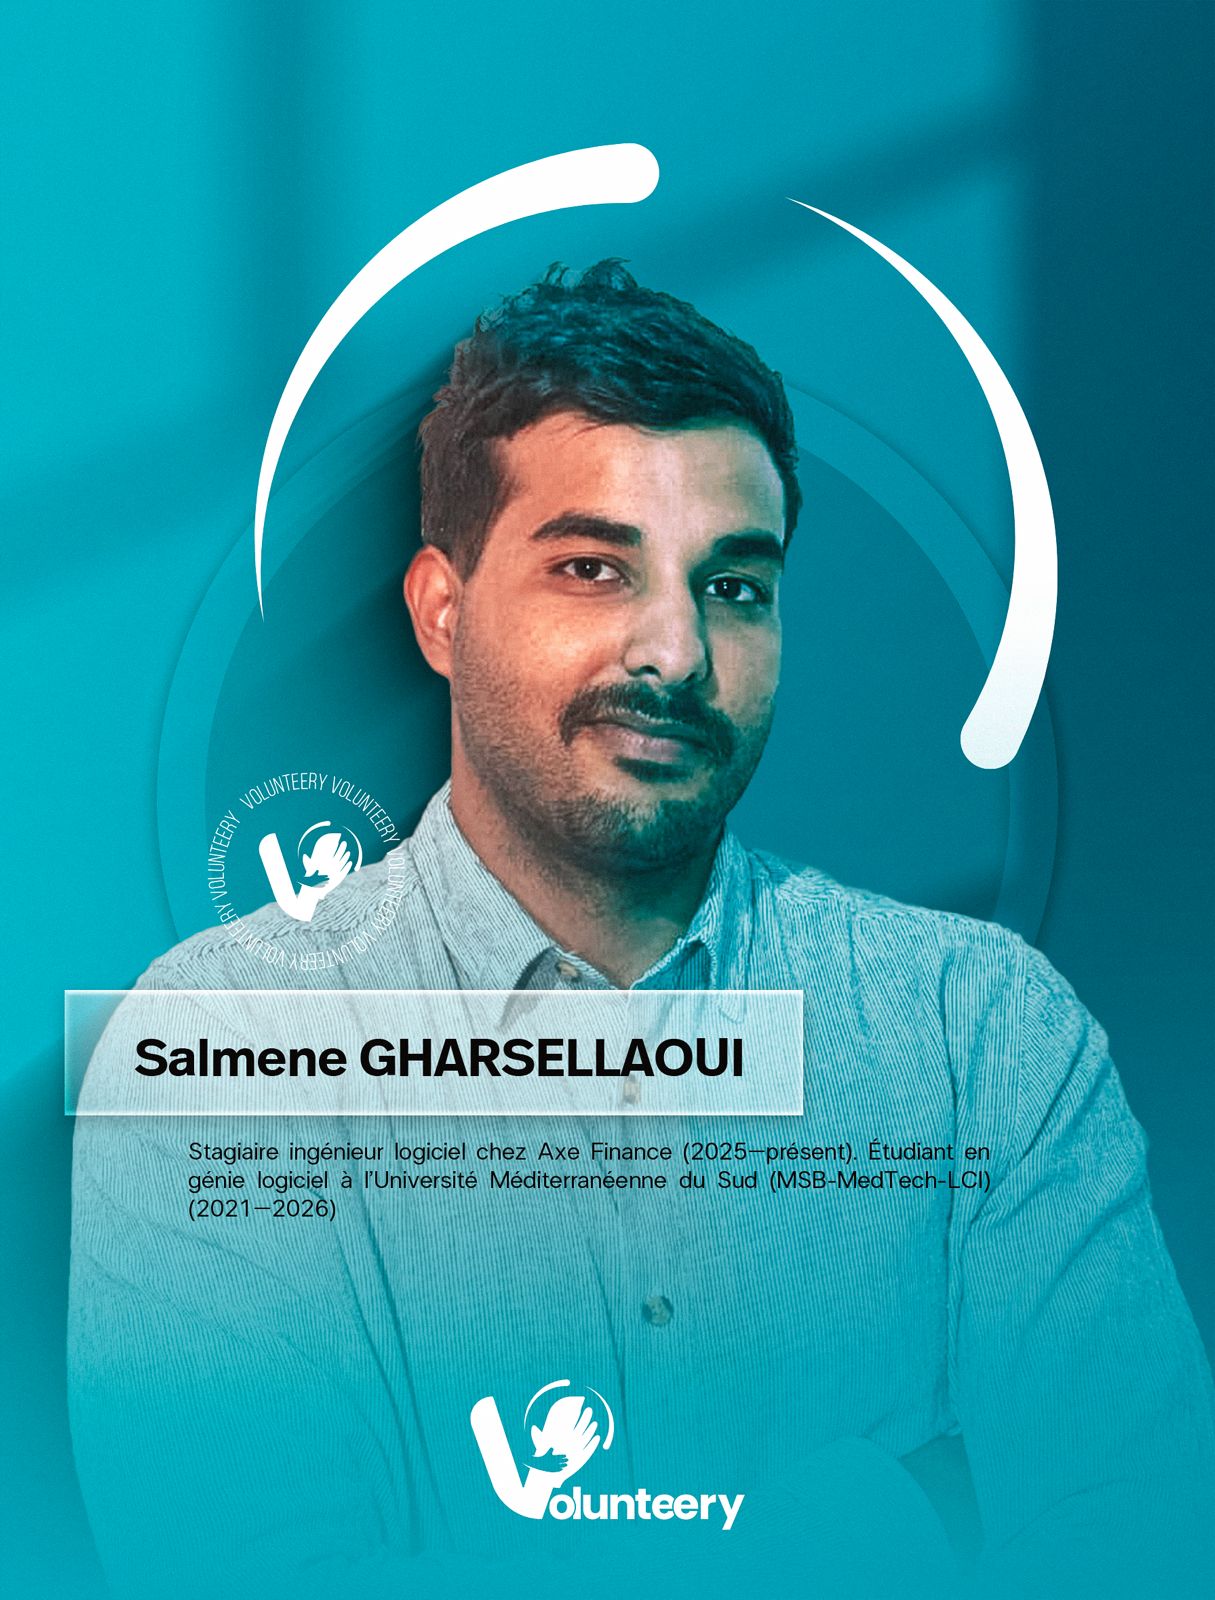 VOLUNTEERY VOLUNTEERY VOLUNTEERY VOLUNTEERY VOLUNTEERY VOLUNTEERY
Salmene GHARSELLAOUI
Stagiaire ingénieur logiciel chez Axe Finance (2025–présent). Étudiant en
génie logiciel à l'Université Méditerranéenne du Sud (MSB-MedTech-LCI)
(2021–2026)
Volunteery